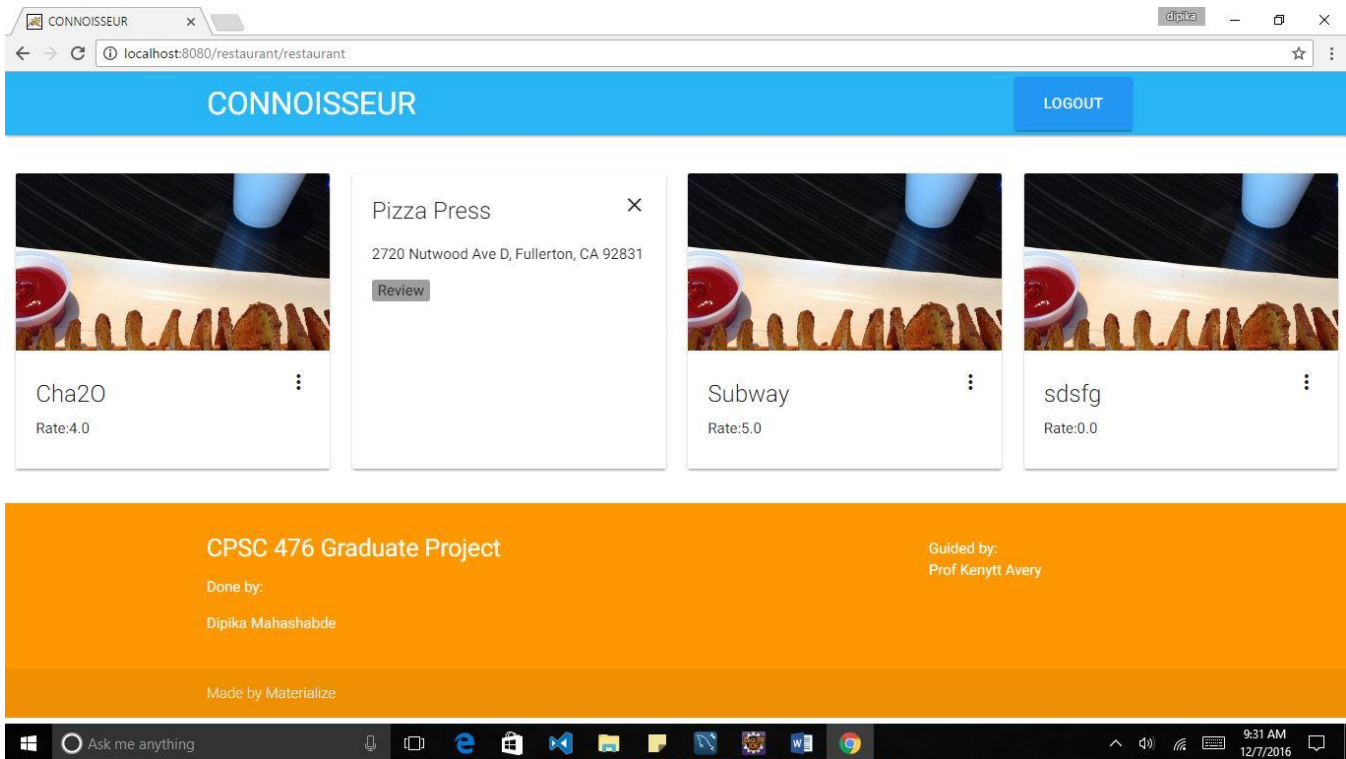 CONNOISSEUR
dipika
localhost:8080/restaurant/restaurant
CONNOISSEUR
LOGOUT
Cha2O
Rate:4.0
Pizza Press
2720 Nutwood Ave D, Fullerton, CA 92831
Review
Subway
Rate:5.0
sdsfg
Rate:0.0
CPSC 476 Graduate Project
Done by:
Dipika Mahashabde
Guided by:
Prof Kenytt Avery
Made by Materialize
Ask me anything
9:31 AM
12/7/2016